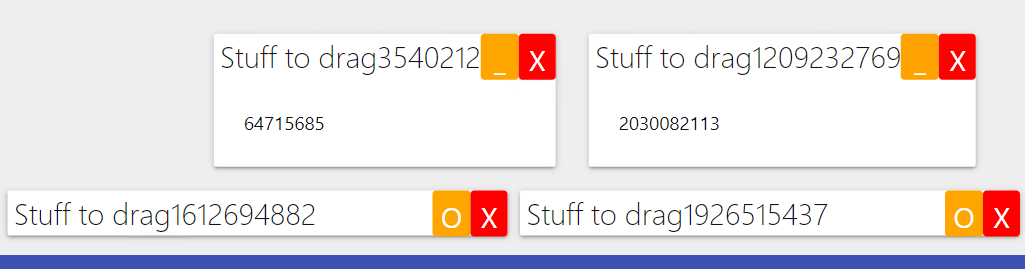 Stuff to drag3540212 _ X
Stuff to drag1209232769 _ X
64715685
2030082113
Stuff to drag1612694882 O X
Stuff to drag1926515437 O X